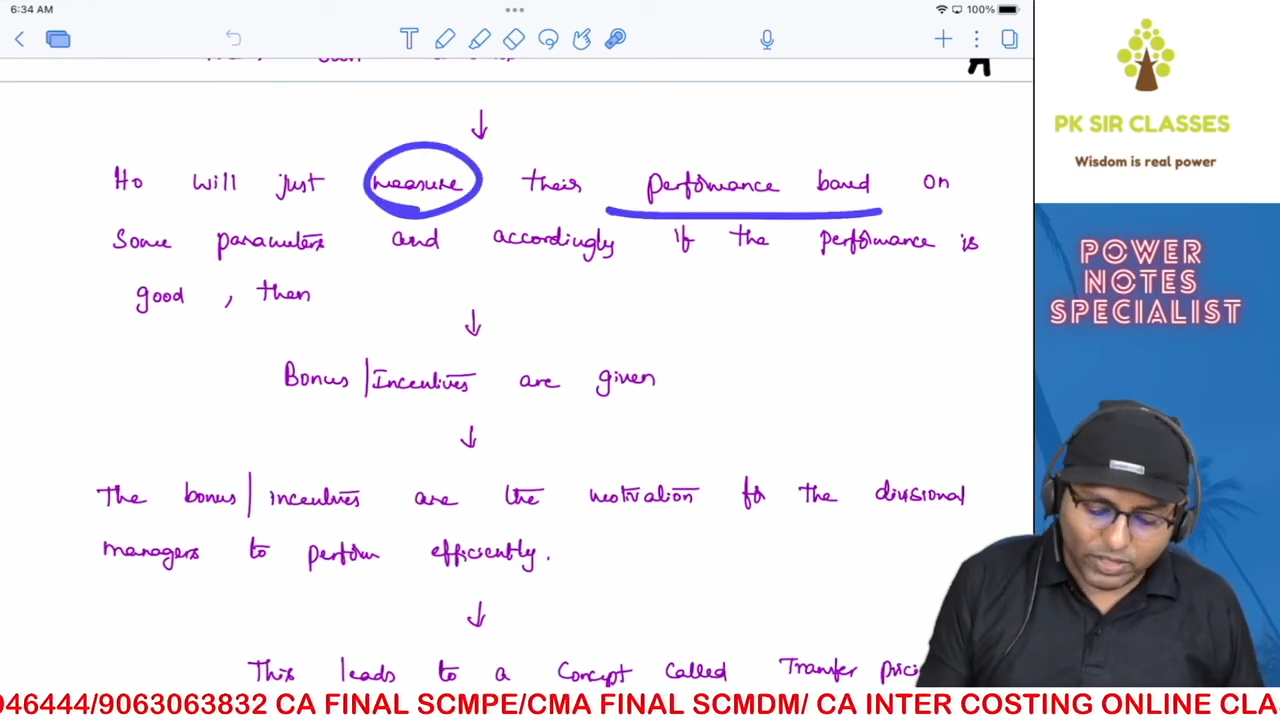 6:34 AM
100%
T
↓
Ho will just measure their performance based on
Some parameters and accordingly if the performance is
good, then
↓
Bonus | Incentives are given
↓
The bonus | incentives are the motivation for the divisional
managers to perform efficiently.
↓
This leads to a Concept called Transfer
PK SIR CLASSES
Wisdom is real power
POWER
NOTES
SPECIALIST
046444/9063063832 CA FINAL SCMPE/CMA FINAL SCMDM/ CA INTER COSTING ONLINE CLA